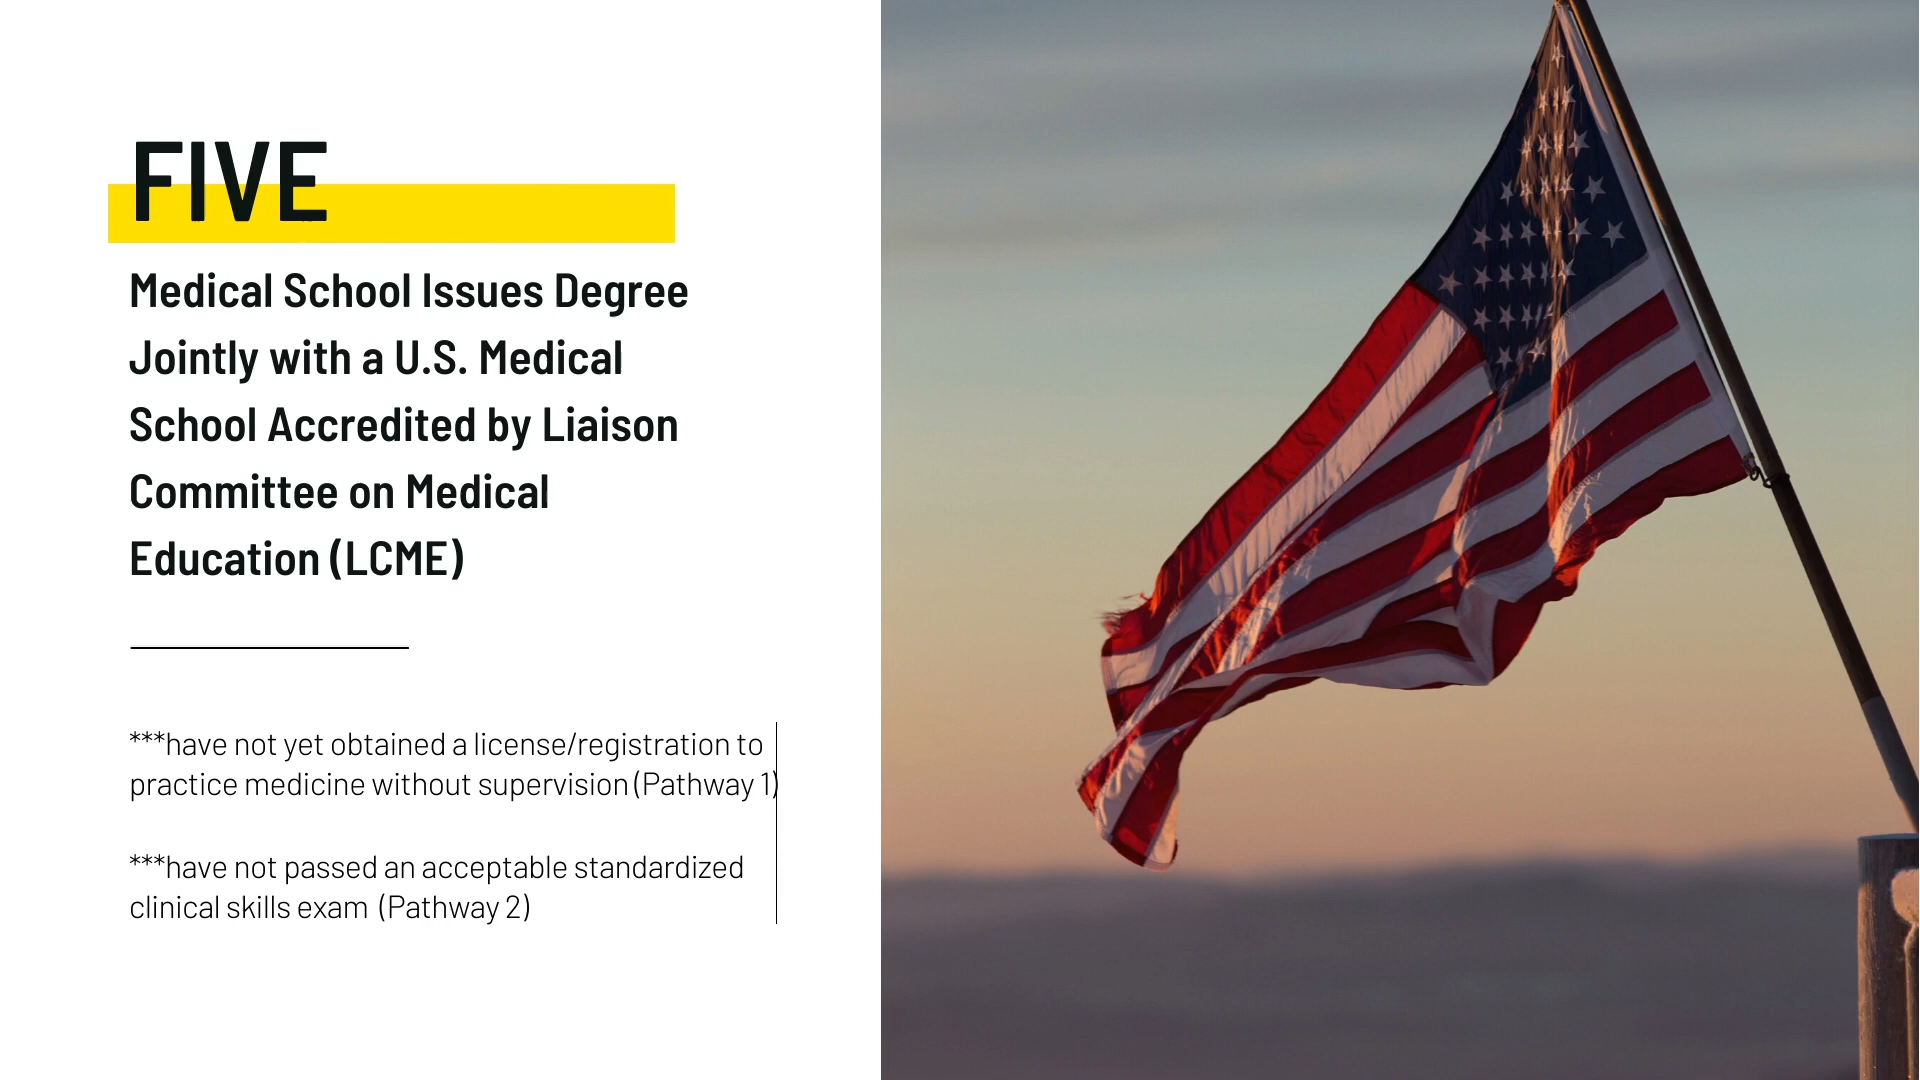 FIVE
Medical School Issues Degree
Jointly with a U.S. Medical
School Accredited by Liaison
Committee on Medical
Education (LCME)
***have not yet obtained a license/registration to
practice medicine without supervision (Pathway 1)
***have not passed an acceptable standardized
clinical skills exam (Pathway 2)